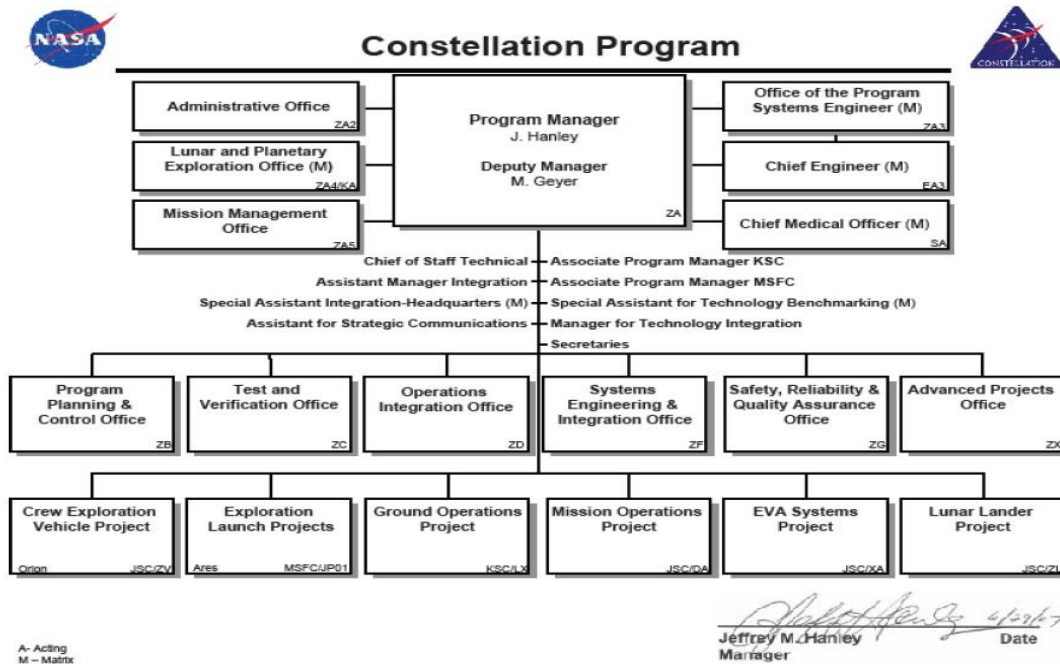 NASA
Constellation Program
CONSTELLATION
Administrative Office
ZA2
Program Manager
J. Hanley
Deputy Manager
M. Geyer
ZA
Office of the Program
Systems Engineer (M)
ZA3
Lunar and Planetary
Exploration Office (M)
ZA4/KA
Chief Engineer (M)
EA3
Mission Management
Office
ZA5
Chief Medical Officer (M)
SA
Chief of Staff Technical
Associate Program Manager KSC
Assistant Manager Integration
Associate Program Manager MSFC
Special Assistant Integration-Headquarters (M)
Special Assistant for Technology Benchmarking (M)
Assistant for Strategic Communications
Manager for Technology Integration
Secretaries
Program
Planning &
Control Office
ZB
Test and
Verification Office
ZC
Operations
Integration Office
ZD
Systems
Engineering &
Integration Office
ZF
Safety, Reliability &
Quality Assurance
Office
ZG
Advanced Projects
Office
ZX
Crew Exploration
Vehicle Project
Orion JSC/ZV
Exploration
Launch Projects
Ares MSFC/JP01
Ground Operations
Project
KSC/LX
Mission Operations
Project
JSC/DA
EVA Systems
Project
JSC/XA
Lunar Lander
Project
JSC/ZL
6/29/07
Jeffrey M. Hanley Date
Manager
A- Acting
M – Matrix